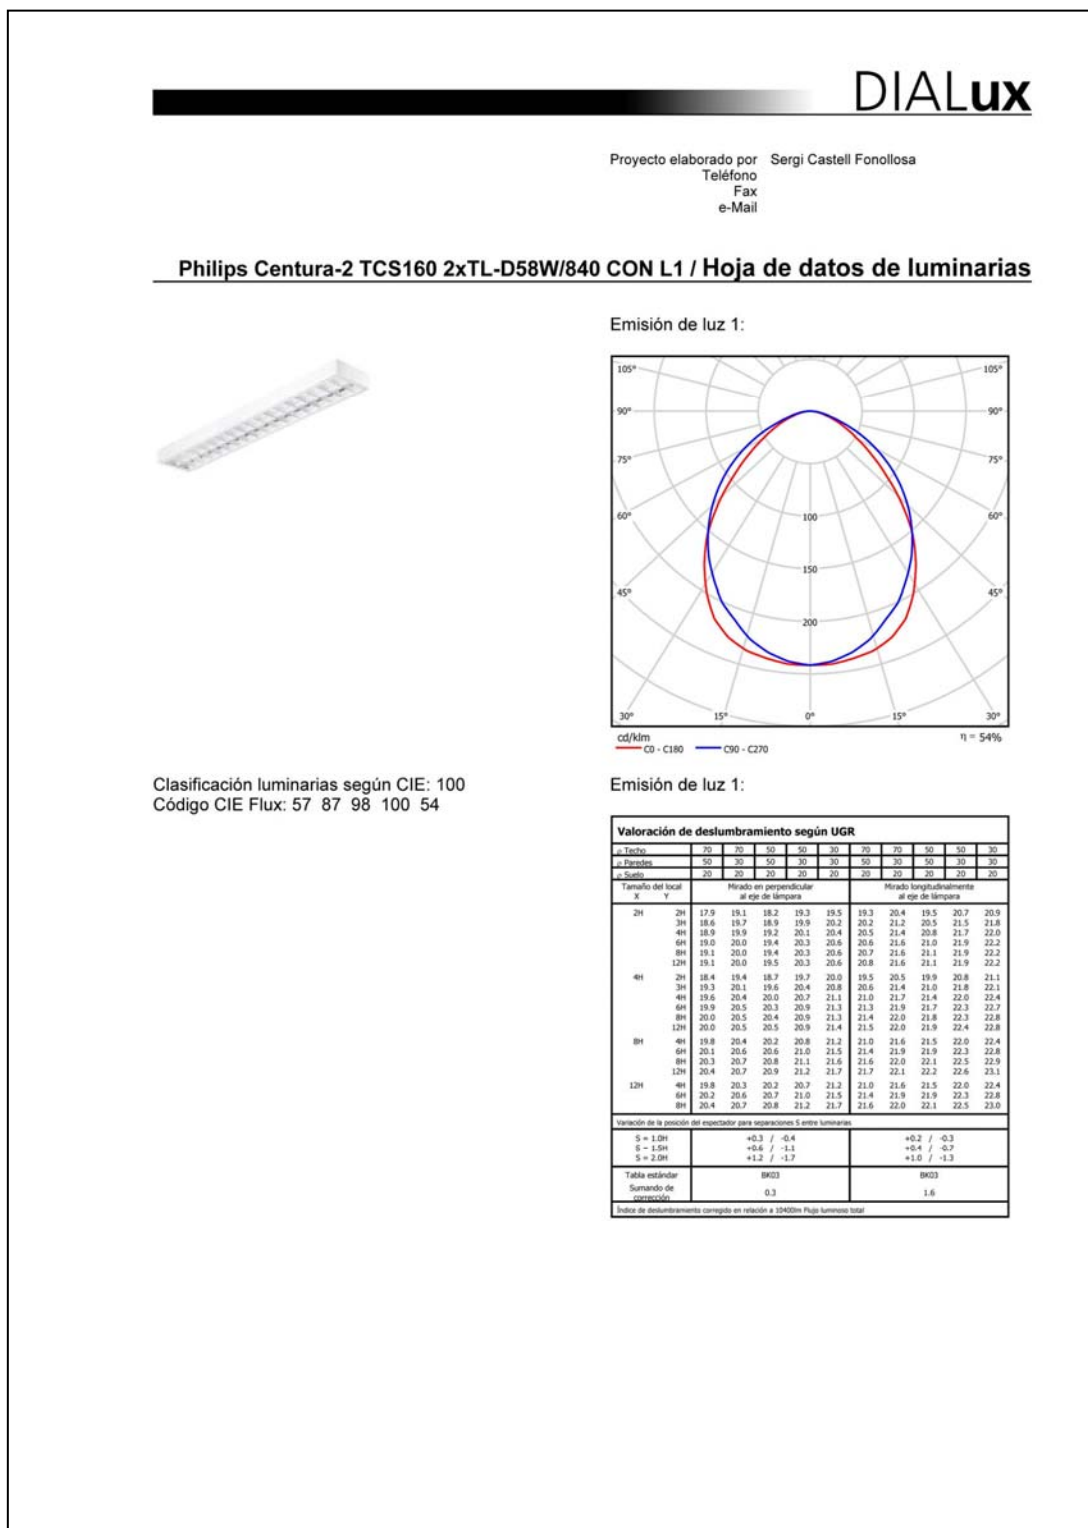 DIALux
Proyecto elaborado por Sergi Castell Fonollosa
Teléfono
Fax
e-Mail
Philips Centura-2 TCS160 2xTL-D58W/840 CON L1 / Hoja de datos de luminarias
Emisión de luz 1:
105° 105°
90° 90°
75° 75°
60° 60°
100
150
45° 45°
200
30° 15° 0° 15° 30°
cd/klm η = 54%
C0 - C180 C90 - C270
Clasificación luminarias según CIE: 100
Código CIE Flux: 57 87 98 100 54
Emisión de luz 1:
Valoración de deslumbramiento según UGR
ρ Techo 70 70 50 50 30 70 70 50 50 30
ρ Paredes 50 30 50 30 30 50 30 50 30 30
ρ Suelo 20 20 20 20 20 20 20 20 20 20
Tamaño del local Mirado en perpendicular Mirado longitudinalmente
X Y al eje de lámpara al eje de lámpara
2H 2H 17.9 19.1 18.2 19.3 19.5 19.3 20.4 19.5 20.7 20.9
3H 18.6 19.7 18.9 19.9 20.2 20.2 21.2 20.5 21.5 21.8
4H 18.9 19.9 19.2 20.1 20.4 20.5 21.4 20.8 21.7 22.0
6H 19.0 20.0 19.4 20.3 20.6 20.6 21.6 21.0 21.9 22.2
8H 19.1 20.0 19.4 20.3 20.6 20.7 21.6 21.1 21.9 22.2
12H 19.1 20.0 19.5 20.3 20.6 20.8 21.6 21.1 21.9 22.2
4H 2H 18.4 19.4 18.7 19.7 20.0 19.5 20.5 19.9 20.8 21.1
3H 19.3 20.1 19.6 20.4 20.8 20.6 21.4 21.0 21.8 22.1
4H 19.6 20.4 20.0 20.7 21.1 21.0 21.7 21.4 22.0 22.4
6H 19.9 20.5 20.3 20.9 21.3 21.3 21.9 21.7 22.3 22.7
8H 20.0 20.5 20.4 20.9 21.3 21.4 22.0 21.8 22.3 22.8
12H 20.0 20.5 20.5 20.9 21.4 21.5 22.0 21.9 22.4 22.8
8H 4H 19.8 20.4 20.2 20.8 21.2 21.0 21.6 21.5 22.0 22.4
6H 20.1 20.6 20.6 21.0 21.5 21.4 21.9 21.9 22.3 22.8
8H 20.3 20.7 20.8 21.1 21.6 21.6 22.0 22.1 22.5 22.9
12H 20.4 20.7 20.9 21.2 21.7 21.7 22.1 22.2 22.6 23.1
12H 4H 19.8 20.3 20.2 20.7 21.2 21.0 21.6 21.5 22.0 22.4
6H 20.2 20.6 20.7 21.0 21.5 21.4 21.9 21.9 22.3 22.8
8H 20.4 20.7 20.8 21.2 21.7 21.6 22.0 22.1 22.5 23.0
Variación de la posición del espectador para separaciones S entre luminarias
S = 1.0H +0.3 / -0.4 +0.2 / -0.3
S = 1.5H +0.6 / -1.1 +0.4 / -0.7
S = 2.0H +1.2 / -1.7 +1.0 / -1.3
Tabla estándar BK03 BK03
Sumando de
corrección 0.3 1.6
Índice de deslumbramiento corregido en relación a 10400lm Flujo luminoso total